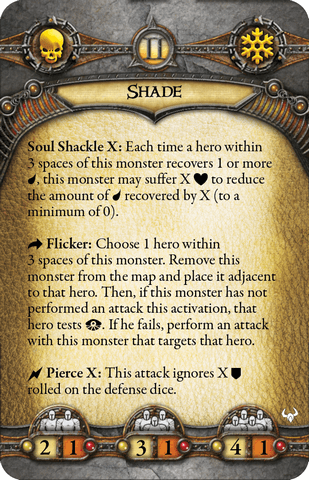 II
SHADE
Soul Shackle X: Each time a hero within
3 spaces of this monster recovers 1 or more
, this monster may suffer X to reduce
the amount of recovered by X (to a
minimum of 0).
Flicker: Choose 1 hero within
3 spaces of this monster. Remove this
monster from the map and place it adjacent
to that hero. Then, if this monster has not
performed an attack this activation, that
hero tests . If he fails, perform an attack
with this monster that targets that hero.
Pierce X: This attack ignores X
rolled on the defense dice.
2 1 3 1 4 1